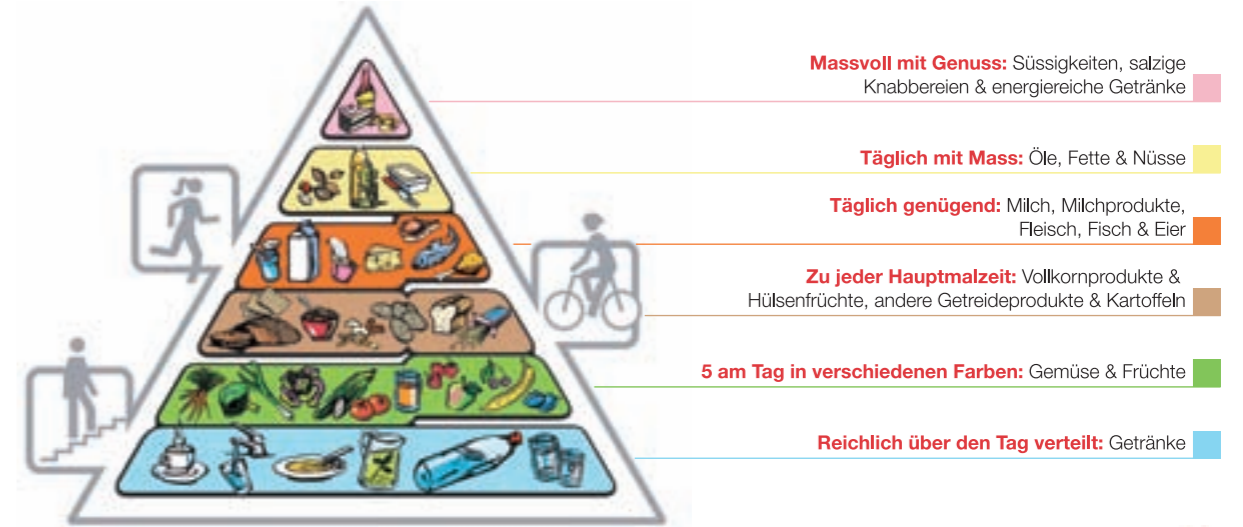 Massvoll mit Genuss: Süssigkeiten, salzige
Knabbereien & energiereiche Getränke
Täglich mit Mass: Öle, Fette & Nüsse
Täglich genügend: Milch, Milchprodukte,
Fleisch, Fisch & Eier
Zu jeder Hauptmalzeit: Vollkornprodukte &
Hülsenfrüchte, andere Getreideprodukte & Kartoffeln
5 am Tag in verschiedenen Farben: Gemüse & Früchte
Reichlich über den Tag verteilt: Getränke